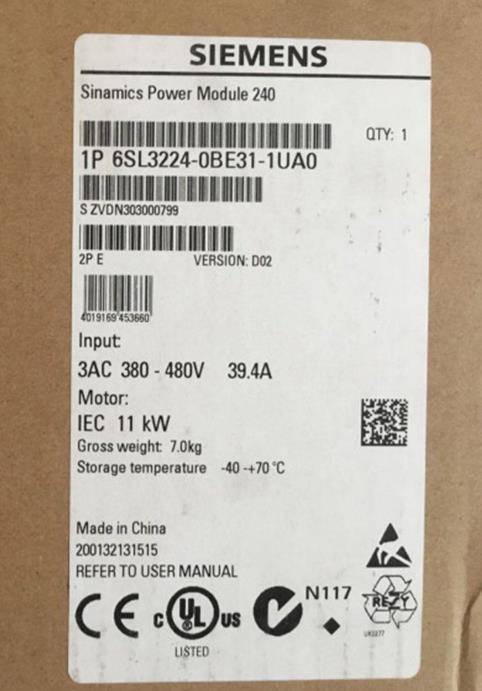 SIEMENS
Sinamics Power Module 240
QTY: 1
1P 6SL3224-0BE31-1UA0
S ZVDN303000799
2P E VERSION: D02
4019169 453660
Input:
3AC 380 - 480V 39.4A
Motor:
IEC 11 kW
Gross weight: 7.0kg
Storage temperature -40 -+70 °C
Made in China
200132131515
REFER TO USER MANUAL
CE
C UL US
LISTED
N117
RESY